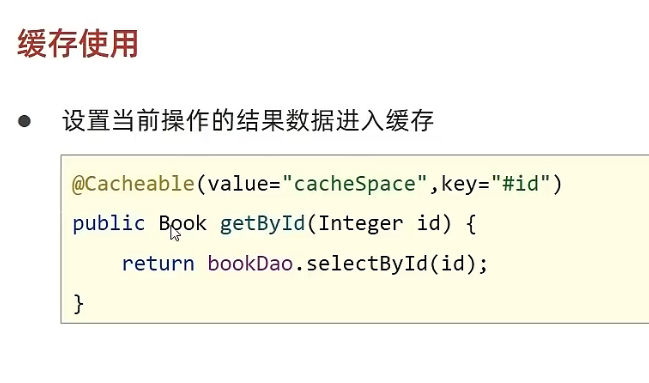 缓存使用
● 设置当前操作的结果数据进入缓存
@Cacheable(value="cacheSpace",key="#id")
public Book getById(Integer id) {
    return bookDao.selectById(id);
}